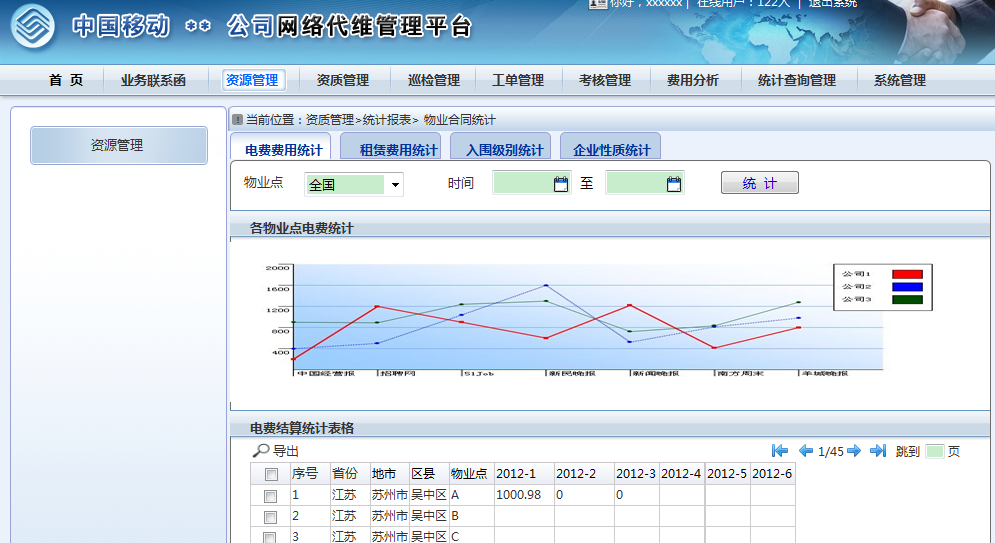 你好，xxxxxx | 在线用户：122人 | 退出系统
中国移动 ** 公司网络代维管理平台
首 页 业务联系函 资源管理 资质管理 巡检管理 工单管理 考核管理 费用分析 统计查询管理 系统管理
资源管理
当前位置：资质管理>统计报表> 物业合同统计
电费费用统计 租赁费用统计 入围级别统计 企业性质统计
物业点 全国 时间 至 统 计
各物业点电费统计
2000
1600
1200
800
400
中国经营报 招聘网 51Job 新民晚报 新闻晚报 南方周末 羊城晚报
公司1
公司2
公司3
电费结算统计表格
导出 1/45 跳到 页
序号 省份 地市 区县 物业点 2012-1 2012-2 2012-3 2012-4 2012-5 2012-6
1 江苏 苏州市 吴中区 A 1000.98 0 0
2 江苏 苏州市 吴中区 B
3 江苏 苏州市 吴中区 C